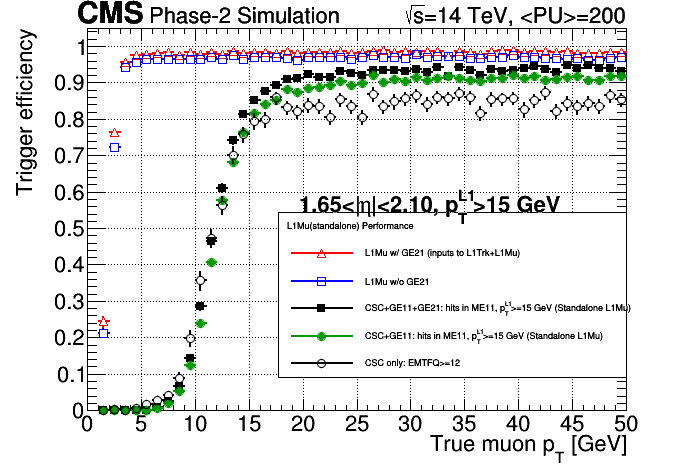 CMS Phase-2 Simulation √s=14 TeV, <PU>=200
Trigger efficiency
1
0.9
0.8
0.7
0.6
0.5
0.4
0.3
0.2
0.1
0
1.65<|η|<2.10, p_T^L1>15 GeV
L1Mu(standalone) Performance
L1Mu w/ GE21 (inputs to L1Trk+L1Mu)
L1Mu w/o GE21
CSC+GE11+GE21: hits in ME11, p_T^L1>=15 GeV (Standalone L1Mu)
CSC+GE11: hits in ME11, p_T^L1>=15 GeV (Standalone L1Mu)
CSC only: EMTFQ>=12
0 5 10 15 20 25 30 35 40 45 50
True muon p_T [GeV]